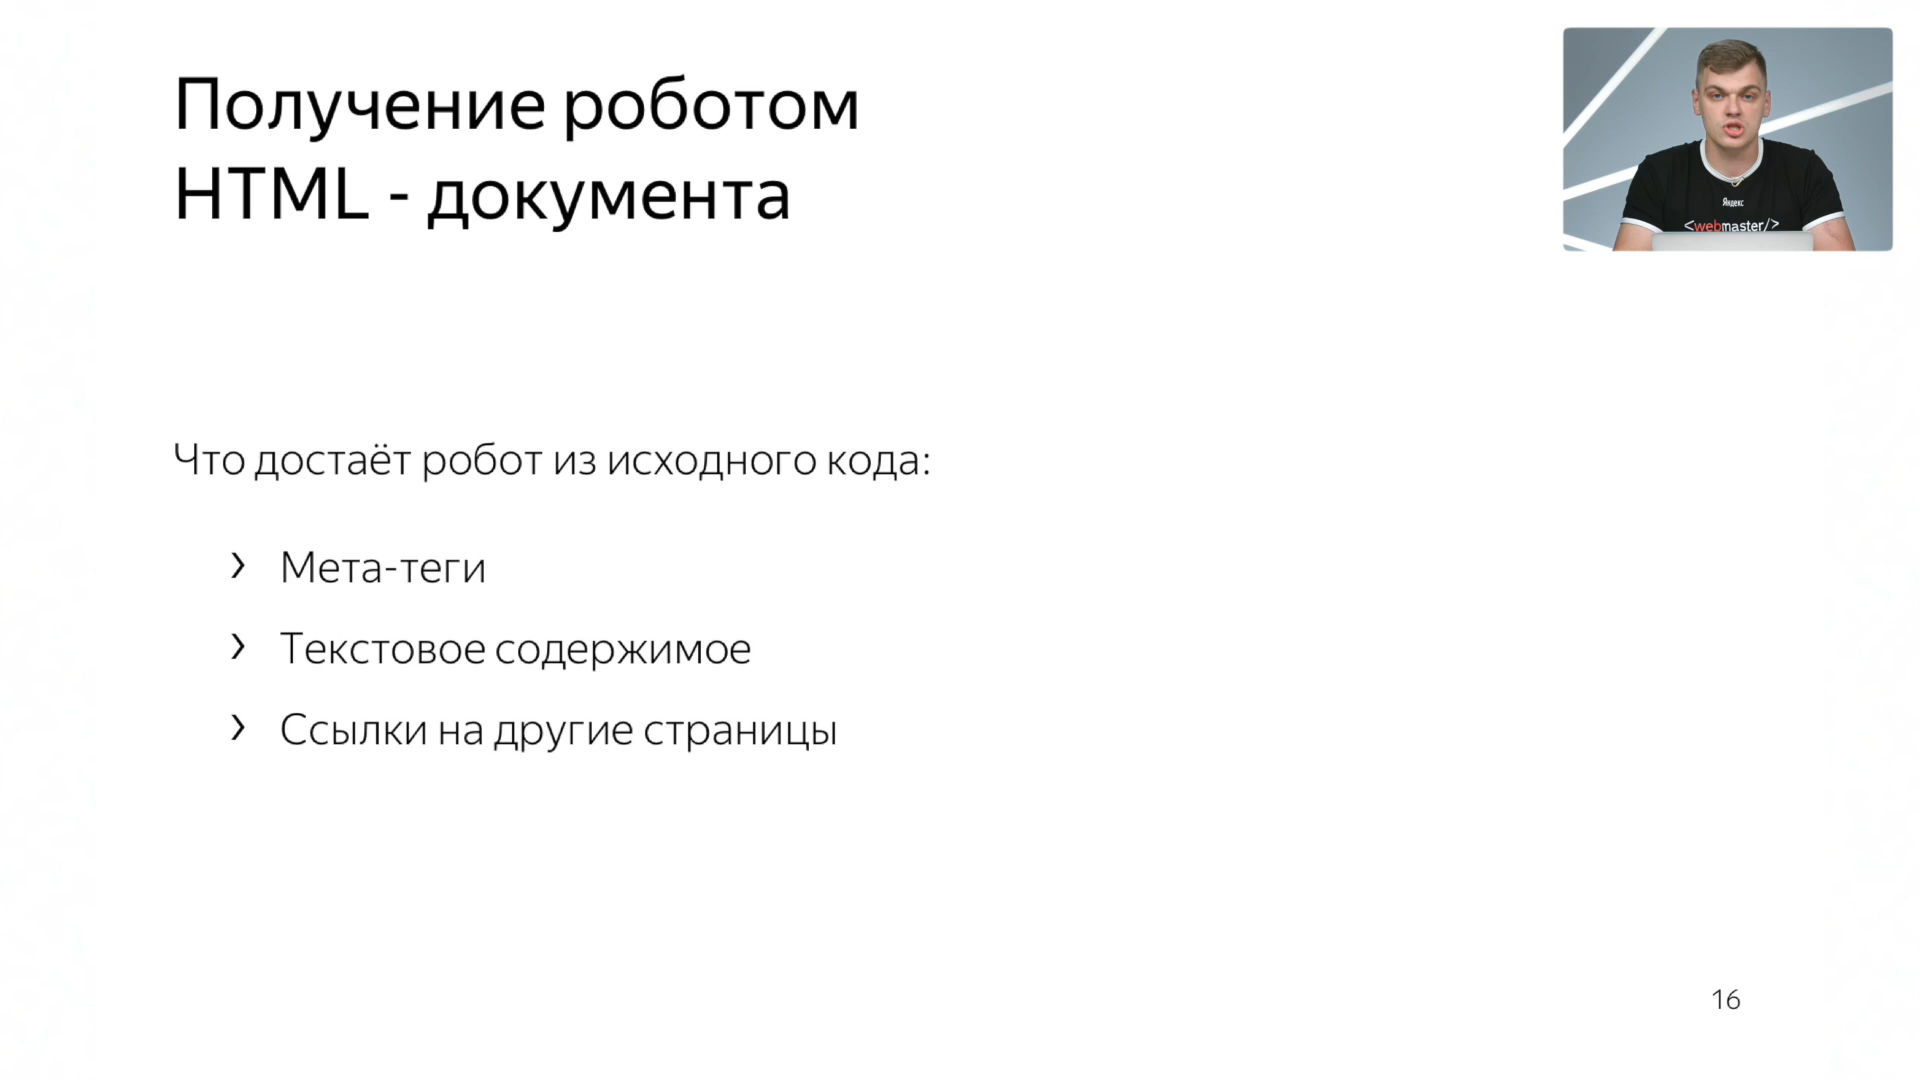 Получение роботом
HTML - документа
Яндекс
<webmaster/>
Что достаёт робот из исходного кода:
› Мета-теги
› Текстовое содержимое
› Ссылки на другие страницы
16